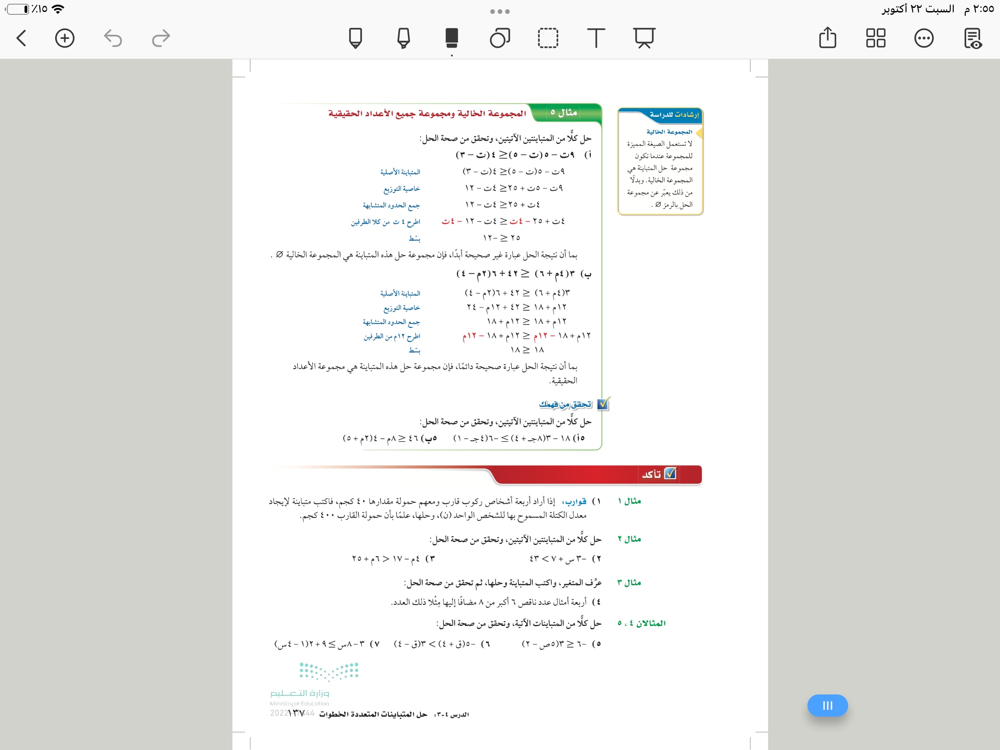 ٢:٥٥ م السبت ٢٢ أكتوبر
٪١٥
مثال ٥ المجموعة الخالية ومجموعة جميع الأعداد الحقيقية
حل كلًّا من المتباينتين الآتيتين، وتحقق من صحة الحل:
أ) ٩ت – ٥(ت – ٥) ≥ ٤(ت – ٣)
٩ت – ٥(ت – ٥) ≥ ٤(ت – ٣) المتباينة الأصلية
٩ت – ٥ت + ٢٥ ≥ ٤ت – ١٢ خاصية التوزيع
٤ت + ٢٥ ≥ ٤ت – ١٢ جمع الحدود المتشابهة
٤ت + ٢٥ – ٤ت ≥ ٤ت – ١٢ – ٤ت اطرح ٤ ت من كلا الطرفين
٢٥ ≥ –١٢ بسّط
بما أن نتيجة الحل عبارة غير صحيحة أبدًا، فإن مجموعة حل هذه المتباينة هي المجموعة الخالية ∅ .
ب) ٣(٤م + ٦) ≥ ٤٢ + ٦(٢م – ٤)
٣(٤م + ٦) ≥ ٤٢ + ٦(٢م – ٤) المتباينة الأصلية
١٢م + ١٨ ≥ ٤٢ + ١٢م – ٢٤ خاصية التوزيع
١٢م + ١٨ ≥ ١٢م + ١٨ جمع الحدود المتشابهة
١٢م + ١٨ – ١٢م ≥ ١٢م + ١٨ – ١٢م اطرح ١٢م من الطرفين
١٨ ≥ ١٨ بسّط
بما أن نتيجة الحل عبارة صحيحة دائمًا، فإن مجموعة حل هذه المتباينة هي مجموعة الأعداد
الحقيقية.
تحقق من فهمك
حل كلًّا من المتباينتين الآتيتين، وتحقق من صحة الحل:
٥أ) ١٨ – ٣(٨جـ + ٤) ≤ –٦(٤جـ – ١) ٥ب) ٤٦ ≥ ٨م – ٤(٢م + ٥)
إرشادات للدراسة
المجموعة الخالية
لا تستعمل الصيغة المميزة
للمجموعة عندما تكون
مجموعة حل المتباينة هي
المجموعة الخالية. وبدلًا
من ذلك يعبّر عن مجموعة
الحل بالرمز ∅ .
تأكد
مثال ١ ١) قوارب: إذا أراد أربعة أشخاص ركوب قارب ومعهم حمولة مقدارها ٤٠ كجم، فاكتب متباينة لإيجاد
معدل الكتلة المسموح بها للشخص الواحد (ن)، وحلها، علمًا بأن حمولة القارب ٤٠٠ كجم.
مثال ٢ حل كلًّا من المتباينتين الآتيتين، وتحقق من صحة الحل:
٢) –٣ س + ٧ > ٤٣ ٣) ٤م – ١٧ < ٦م + ٢٥
مثال ٣ عرِّف المتغير، واكتب المتباينة وحلها، ثم تحقق من صحة الحل:
٤) أربعة أمثال عدد ناقص ٦ أكبر من ٨ مضافًا إليها مِثْلا ذلك العدد.
المثالان ٤ ، ٥ حل كلًّا من المتباينات الآتية، وتحقق من صحة الحل:
٥) –٦ ≥ ٣(٥ص – ٢) ٦) –٥(ق + ٤) > ٣(ق – ٤) ٧) ٣ – ٨س ≤ ٩ + ٢(١ – ٤س)
وزارة التعليم
Ministry of Education
2022 - 1444
الدرس ٤-٣: حل المتباينات المتعددة الخطوات ١٣٧